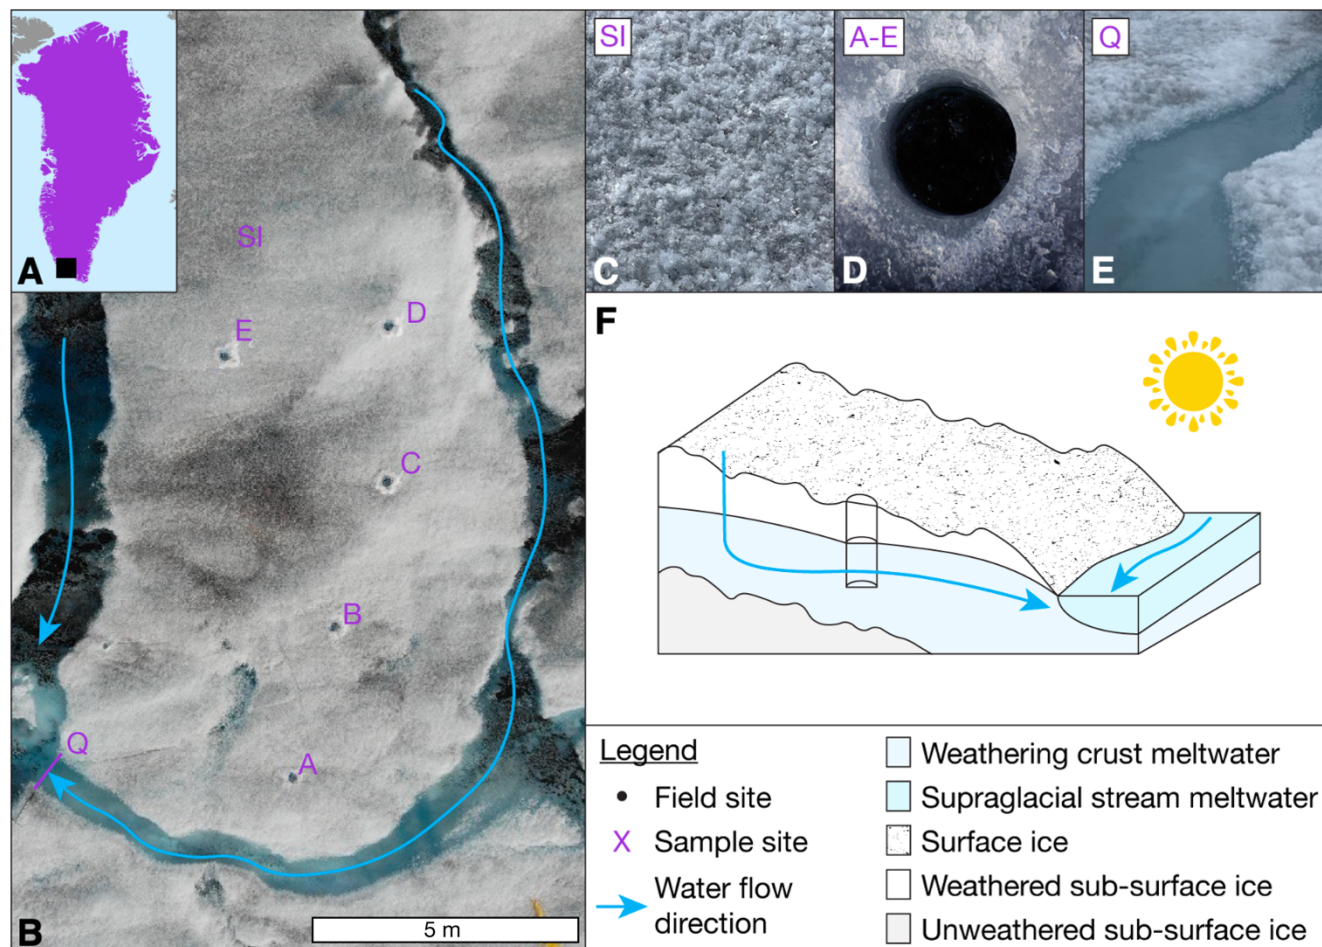 A
SI
D
E
C
B
Q
A
5 m
B
SI
C
A-E
D
Q
E
F
Legend
Field site
X Sample site
Water flow
direction
Weathering crust meltwater
Supraglacial stream meltwater
Surface ice
Weathered sub-surface ice
Unweathered sub-surface ice